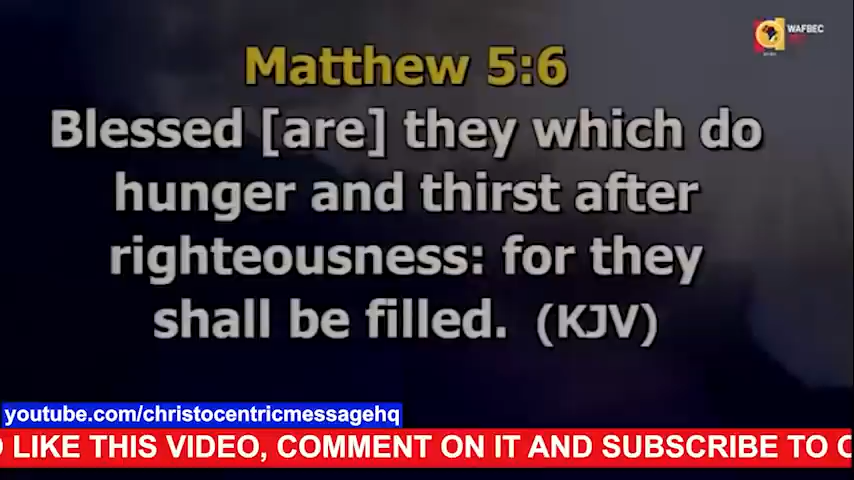 WAFBEC
Matthew 5:6
Blessed [are] they which do
hunger and thirst after
righteousness: for they
shall be filled. (KJV)
youtube.com/christocentricmessagehq
LIKE THIS VIDEO, COMMENT ON IT AND SUBSCRIBE TO